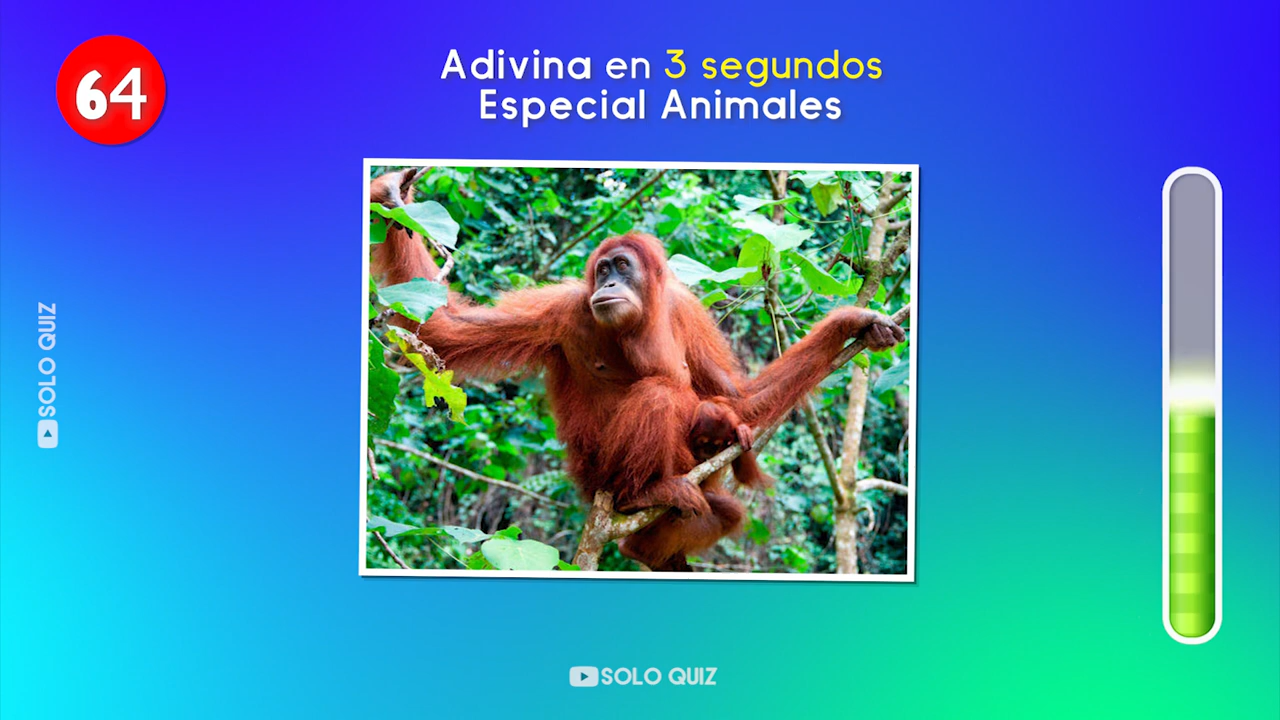 64
Adivina en 3 segundos
Especial Animales
SOLO QUIZ
SOLO QUIZ